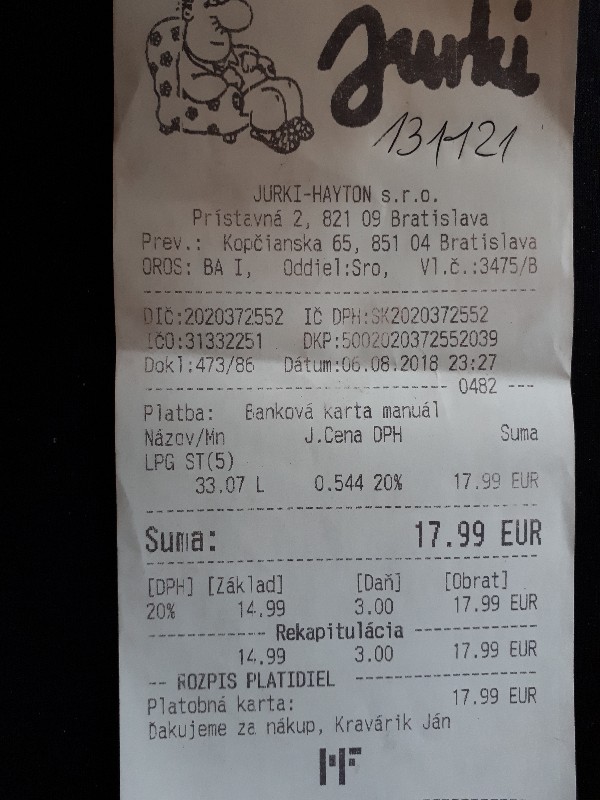 Jurki
131421
JURKI-HAYTON s.r.o.
Prístavná 2, 821 09 Bratislava
Prev.: Kopčianska 65, 851 04 Bratislava
OROS: BA I, Oddiel:Sro, Vl.č.:3475/B
DIČ:2020372552 IČ DPH:SK2020372552
IČO:31332251 DKP:5002020372552039
Dokl:473/86 Dátum:06.08.2018 23:27
0482
Platba: Banková karta manuál
Názov/Mn J.Cena DPH Suma
LPG ST(5)
33.07 L 0.544 20% 17.99 EUR
Suma: 17.99 EUR
[DPH] [Základ] [Daň] [Obrat]
20% 14.99 3.00 17.99 EUR
Rekapitulácia
14.99 3.00 17.99 EUR
-- ROZPIS PLATIDIEL
Platobná karta: 17.99 EUR
Ďakujeme za nákup, Kravárik Ján
MF